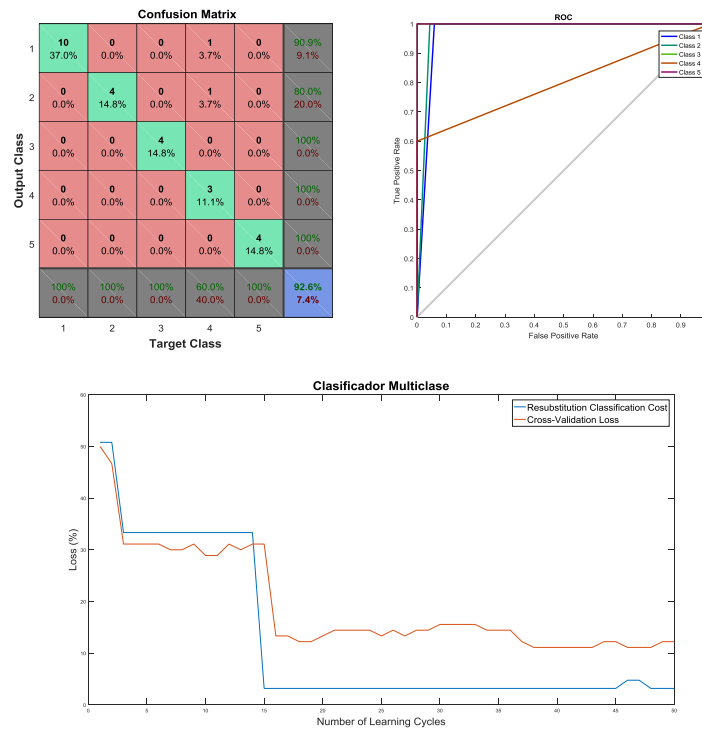 Confusion Matrix
1 10 0 0 1 0 90.9%
37.0% 0.0% 0.0% 3.7% 0.0% 9.1%
2 0 4 0 1 0 80.0%
0.0% 14.8% 0.0% 3.7% 0.0% 20.0%
3 0 0 4 0 0 100%
0.0% 0.0% 14.8% 0.0% 0.0% 0.0%
4 0 0 0 3 0 100%
0.0% 0.0% 0.0% 11.1% 0.0% 0.0%
5 0 0 0 0 4 100%
0.0% 0.0% 0.0% 0.0% 14.8% 0.0%
100% 100% 100% 60.0% 100% 92.6%
0.0% 0.0% 0.0% 40.0% 0.0% 7.4%
1 2 3 4 5
Target Class
Output Class
ROC
Class 1
Class 2
Class 3
Class 4
Class 5
1
0.9
0.8
0.7
0.6
0.5
0.4
0.3
0.2
0.1
0
0 0.1 0.2 0.3 0.4 0.5 0.6 0.7 0.8 0.9
False Positive Rate
True Positive Rate
Clasificador Multiclase
Resubstitution Classification Cost
Cross-Validation Loss
60
50
40
30
20
10
0
0 5 10 15 20 25 30 35 40 45 50
Number of Learning Cycles
Loss (%)